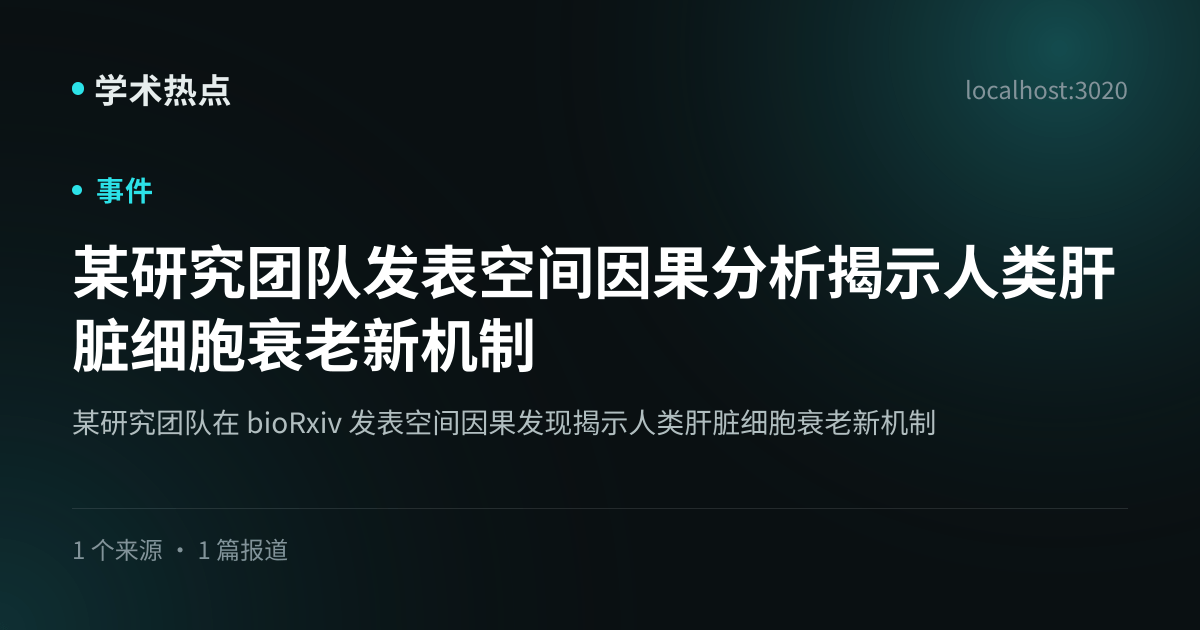 学术热点
localhost:3020
事件
某研究团队发表空间因果分析揭示人类肝
脏细胞衰老新机制
某研究团队在 bioRxiv 发表空间因果发现揭示人类肝脏细胞衰老新机制
1 个来源 · 1 篇报道